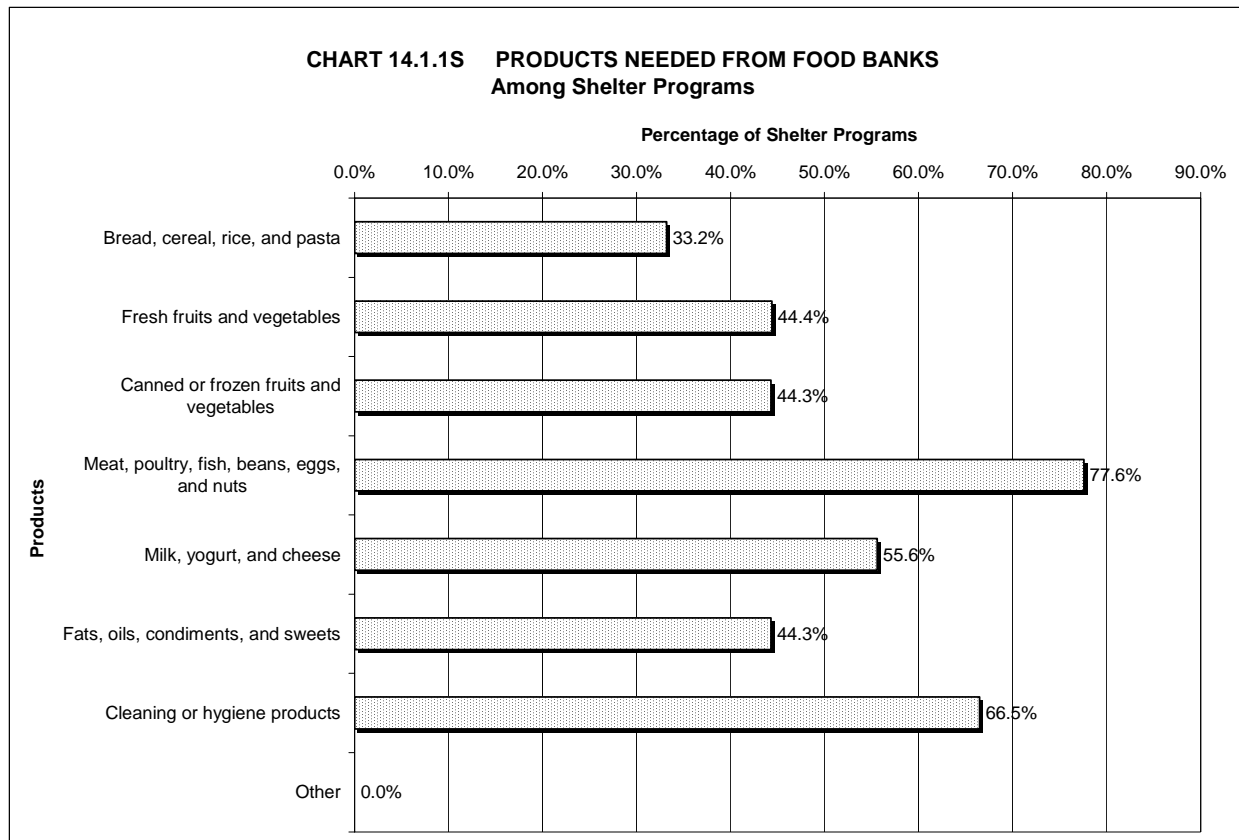 CHART 14.1.1S PRODUCTS NEEDED FROM FOOD BANKS
Among Shelter Programs
Percentage of Shelter Programs
0.0% 10.0% 20.0% 30.0% 40.0% 50.0% 60.0% 70.0% 80.0% 90.0%
Products
Bread, cereal, rice, and pasta 33.2%
Fresh fruits and vegetables 44.4%
Canned or frozen fruits and
vegetables 44.3%
Meat, poultry, fish, beans, eggs,
and nuts 77.6%
Milk, yogurt, and cheese 55.6%
Fats, oils, condiments, and sweets 44.3%
Cleaning or hygiene products 66.5%
Other 0.0%